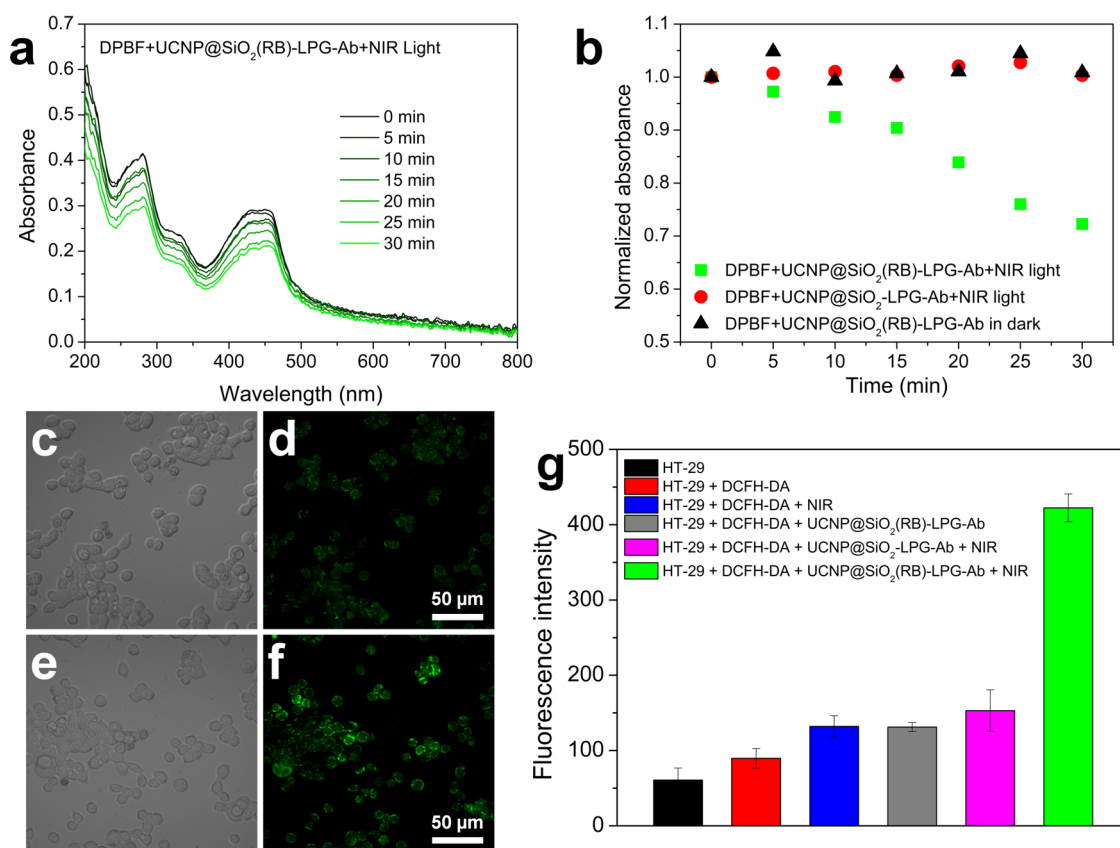 a
DPBF+UCNP@SiO₂(RB)-LPG-Ab+NIR Light
0 min
5 min
10 min
15 min
20 min
25 min
30 min
Absorbance
0.7
0.6
0.5
0.4
0.3
0.2
0.1
0.0
200 300 400 500 600 700 800
Wavelength (nm)
b
Normalized absorbance
1.1
1.0
0.9
0.8
0.7
0.6
0.5
DPBF+UCNP@SiO₂(RB)-LPG-Ab+NIR light
DPBF+UCNP@SiO₂-LPG-Ab+NIR light
DPBF+UCNP@SiO₂(RB)-LPG-Ab in dark
0 5 10 15 20 25 30
Time (min)
c
d
50 µm
e
f
50 µm
g
Fluorescence intensity
500
400
300
200
100
0
HT-29
HT-29 + DCFH-DA
HT-29 + DCFH-DA + NIR
HT-29 + DCFH-DA + UCNP@SiO₂(RB)-LPG-Ab
HT-29 + DCFH-DA + UCNP@SiO₂-LPG-Ab + NIR
HT-29 + DCFH-DA + UCNP@SiO₂(RB)-LPG-Ab + NIR